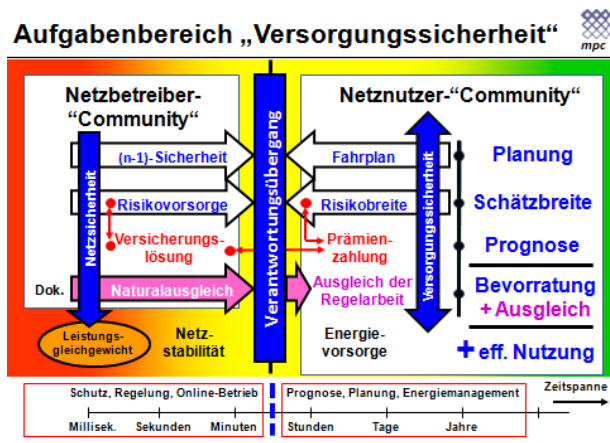 Aufgabenbereich „Versorgungssicherheit“
mpc
Netzbetreiber-
“Community“
Netznutzer-“Community“
Verantwortungsübergang
Netzsicherheit
Versorgungssicherheit
(n-1)-Sicherheit
Fahrplan
Planung
Risikovorsorge
Risikobreite
Schätzbreite
Versicherungs-
lösung
Prämien-
zahlung
Prognose
Dok.
Naturalausgleich
Ausgleich der
Regelarbeit
Bevorratung
+ Ausgleich
Leistungs-
gleichgewicht
Netz-
stabilität
Energie-
vorsorge
+ eff. Nutzung
Schutz, Regelung, Online-Betrieb
Prognose, Planung, Energiemanagement
Zeitspanne
Millisek.
Sekunden
Minuten
Stunden
Tage
Jahre